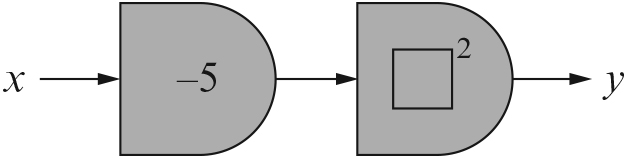 x –5 □² y